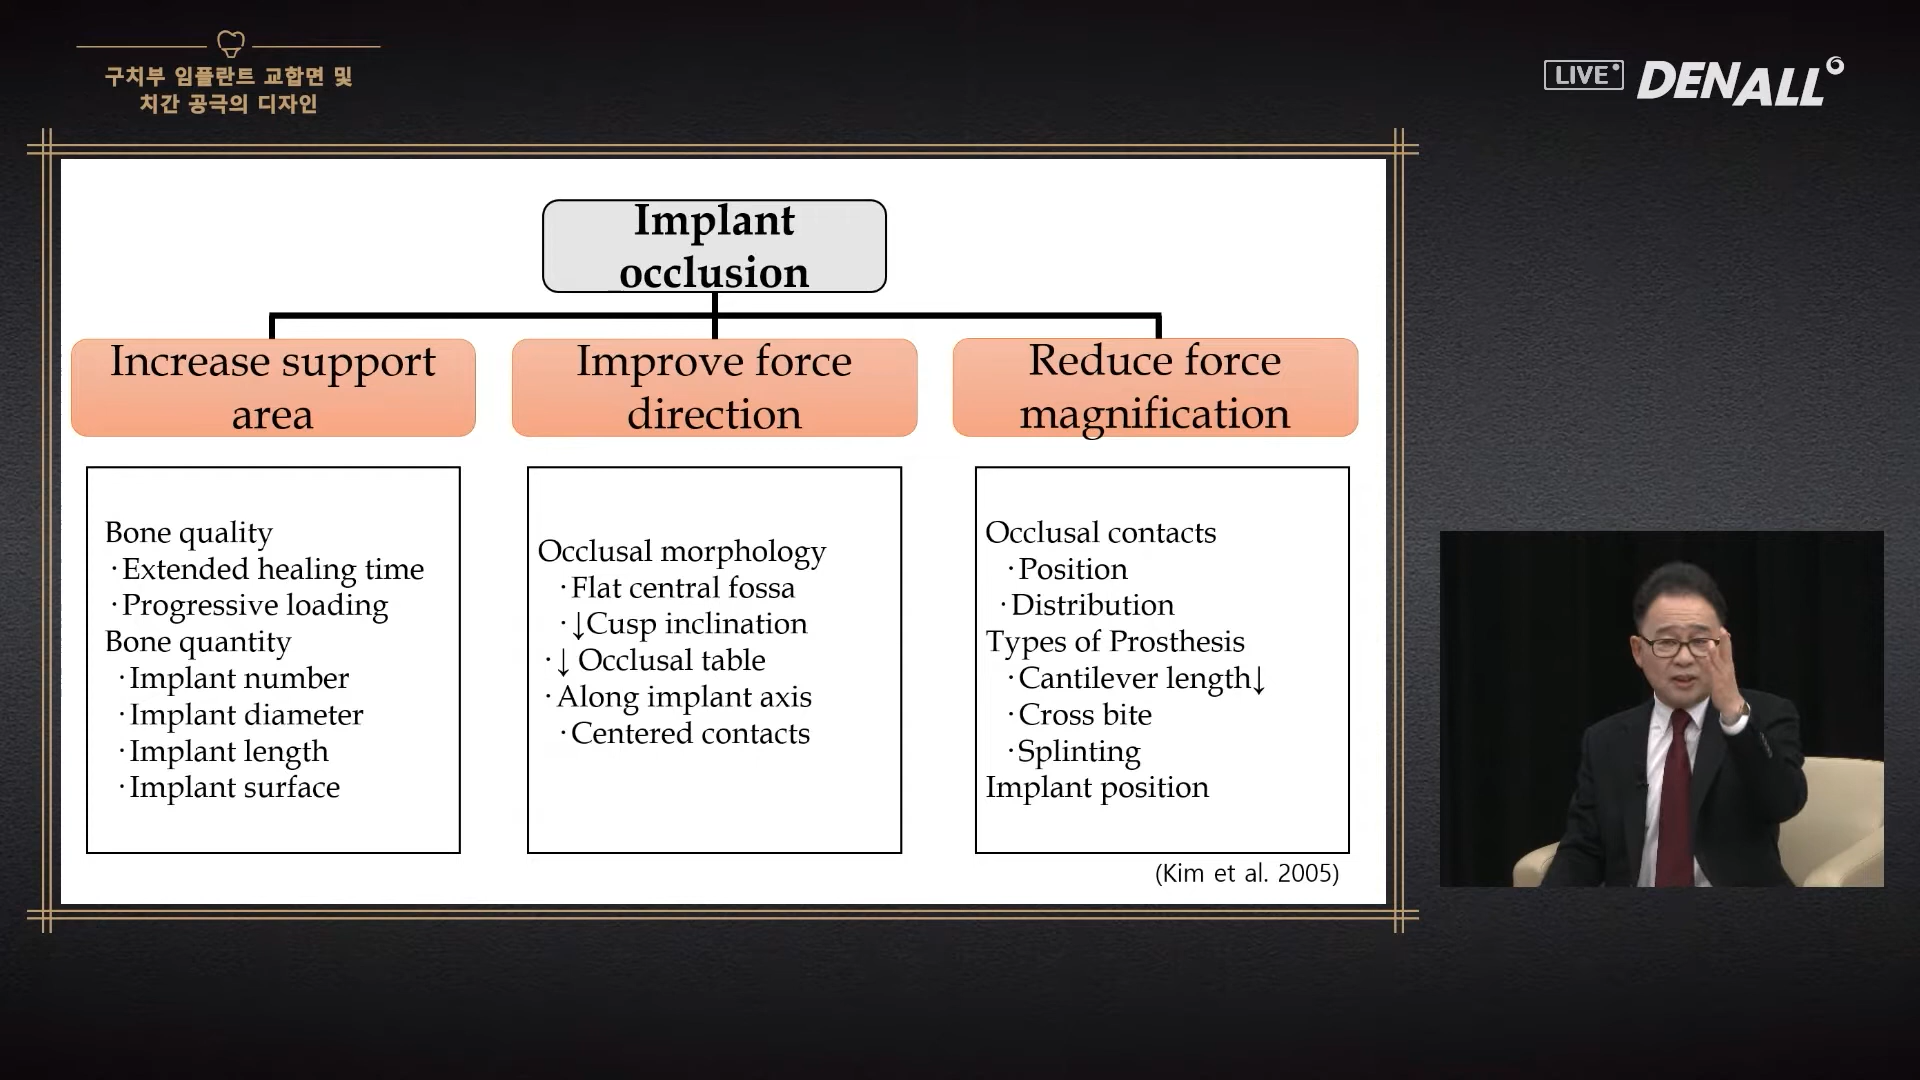 구치부 임플란트 교합면 및
치간 공극의 디자인
LIVE
DENALL
Implant
occlusion
Increase support
area
Improve force
direction
Reduce force
magnification
Bone quality
·Extended healing time
·Progressive loading
Bone quantity
·Implant number
·Implant diameter
·Implant length
·Implant surface
Occlusal morphology
·Flat central fossa
·↓Cusp inclination
·↓ Occlusal table
·Along implant axis
·Centered contacts
Occlusal contacts
·Position
·Distribution
Types of Prosthesis
·Cantilever length↓
·Cross bite
·Splinting
Implant position
(Kim et al. 2005)